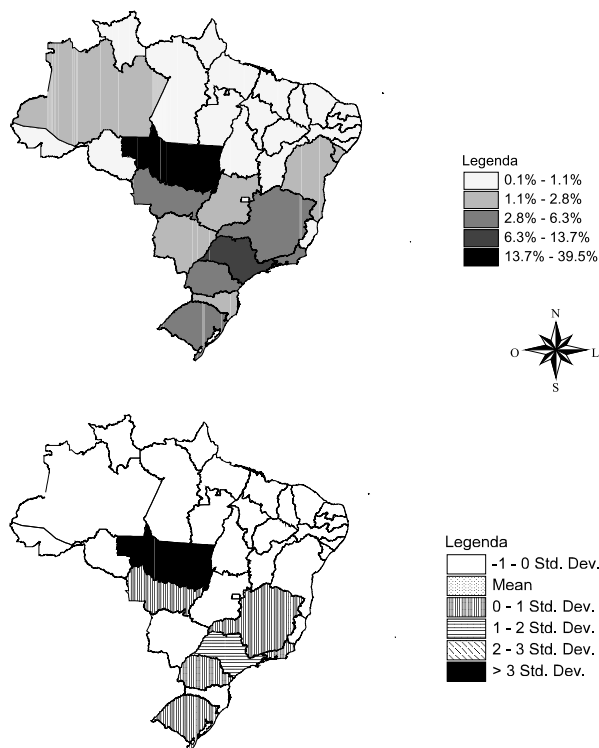 Legenda
0.1% - 1.1%
1.1% - 2.8%
2.8% - 6.3%
6.3% - 13.7%
13.7% - 39.5%
N
O
L
S
Legenda
-1 - 0 Std. Dev.
Mean
0 - 1 Std. Dev.
1 - 2 Std. Dev.
2 - 3 Std. Dev.
> 3 Std. Dev.